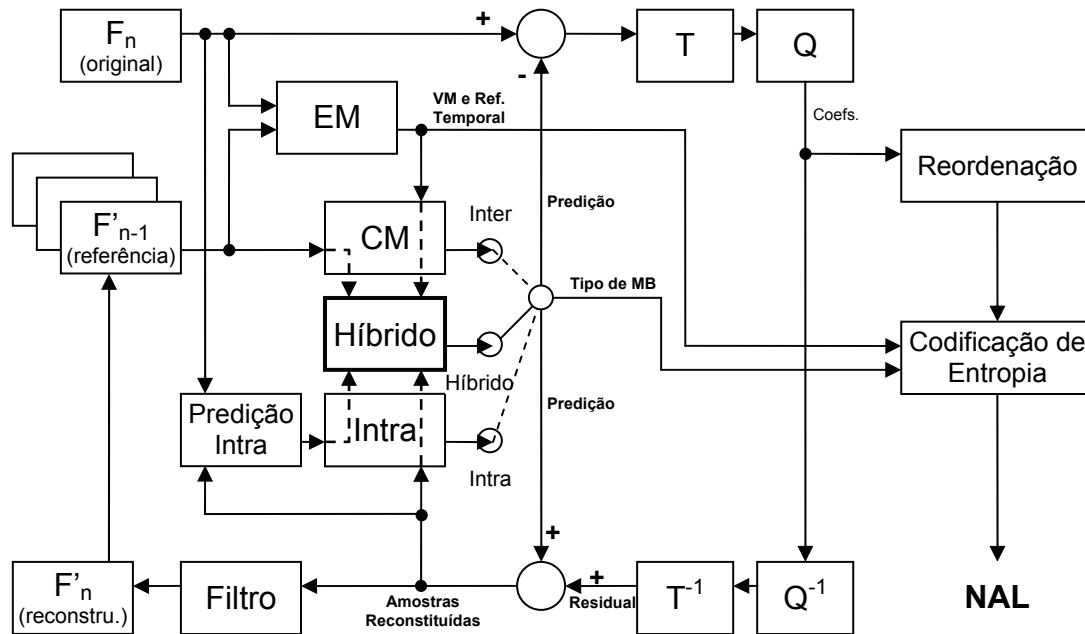 Fn
(original)
+
T
Q
-
EM
VM e Ref.
Temporal
Coefs.
Reordenação
F'n-1
(referência)
CM
Inter
Predição
Tipo de MB
Híbrido
Híbrido
Codificação de
Entropia
Predição
Intra
Intra
Intra
Predição
+
F'n
(reconstru.)
Filtro
Amostras
Reconstituídas
+
Residual
T-1
Q-1
NAL